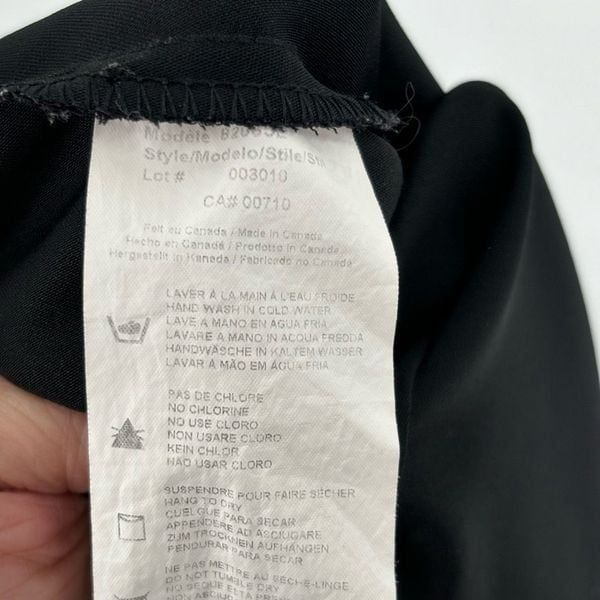 Modèle
Style/Modelo/Stile/
Lot # 003010
CA# 00710
Fait au Canada / Made in Canada
Hecho en Canada / Prodotto in Canada
Hergestellt in Kanada / Fabricado no Canada
LAVER À LA MAIN À L'EAU FROIDE
HAND WASH IN COLD WATER
LAVE A MANO EN AGUA FRIA
LAVARE A MANO IN ACQUA FREDDA
HANDWÄSCHE IN KALTEM WASSER
LAVAR À MÃO EM ÁGUA FRIA
PAS DE CHLORE
NO CHLORINE
NO USE CLORO
NON USARE CLORO
KEIN CHLOR
NÃO USAR CLORO
SUSPENDRE POUR FAIRE SÉCHER
HANG TO DRY
CUELGUE PARA SECAR
APPENDERE AD ASCIUGARE
ZUM TROCKNEN AUFHÄNGEN
PENDURAR PARA SECAR
NE PAS METTRE AU SÈCHE-LINGE
DO NOT TUMBLE DRY
NO SEQUE EN
NON